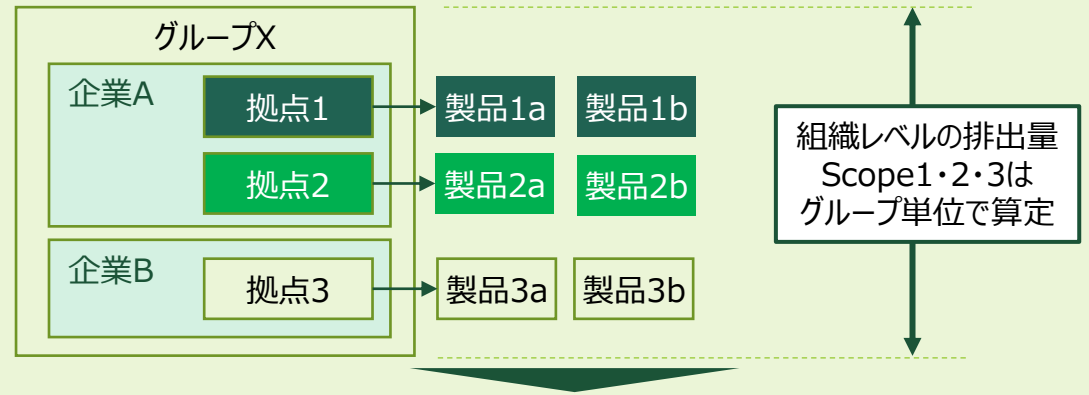 グループX
企業A
拠点1
製品1a
製品1b
拠点2
製品2a
製品2b
企業B
拠点3
製品3a
製品3b
組織レベルの排出量
Scope1・2・3は
グループ単位で算定